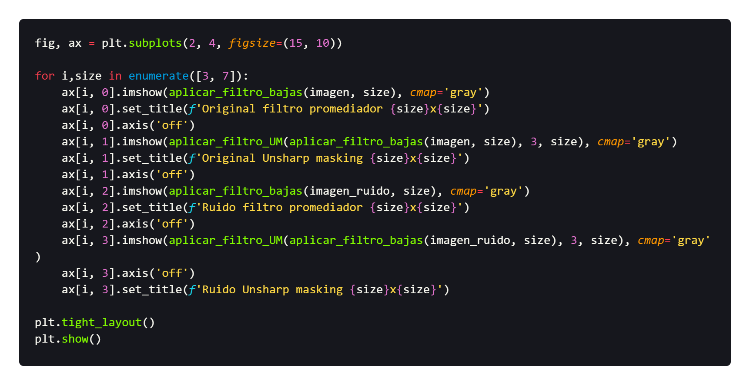 fig, ax = plt.subplots(2, 4, figsize=(15, 10))

for i,size in enumerate([3, 7]):
    ax[i, 0].imshow(aplicar_filtro_bajas(imagen, size), cmap='gray')
    ax[i, 0].set_title(f'Original filtro promediador {size}x{size}')
    ax[i, 0].axis('off')
    ax[i, 1].imshow(aplicar_filtro_UM(aplicar_filtro_bajas(imagen, size), 3, size), cmap='gray')
    ax[i, 1].set_title(f'Original Unsharp masking {size}x{size}')
    ax[i, 1].axis('off')
    ax[i, 2].imshow(aplicar_filtro_bajas(imagen_ruido, size), cmap='gray')
    ax[i, 2].set_title(f'Ruido filtro promediador {size}x{size}')
    ax[i, 2].axis('off')
    ax[i, 3].imshow(aplicar_filtro_UM(aplicar_filtro_bajas(imagen_ruido, size), 3, size), cmap='gray'
)
    ax[i, 3].axis('off')
    ax[i, 3].set_title(f'Ruido Unsharp masking {size}x{size}')

plt.tight_layout()
plt.show()